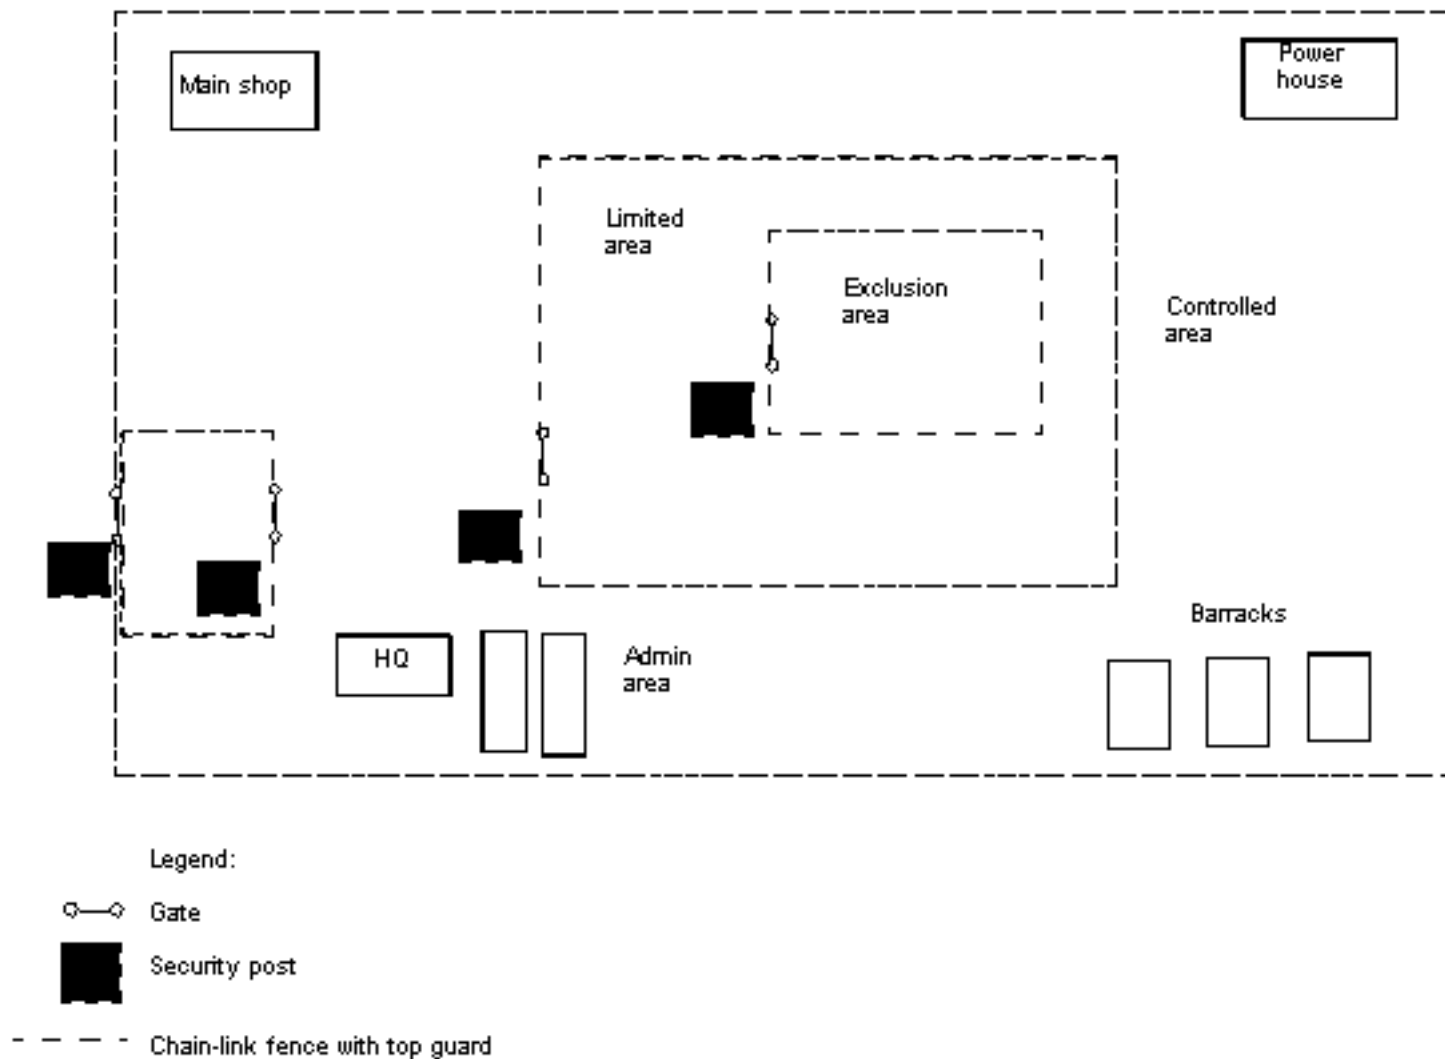 Main shop
Power
house
Limited
area
Exclusion
area
Controlled
area
Barracks
HQ
Admin
area
Legend:
Gate
Security post
Chain-link fence with top guard